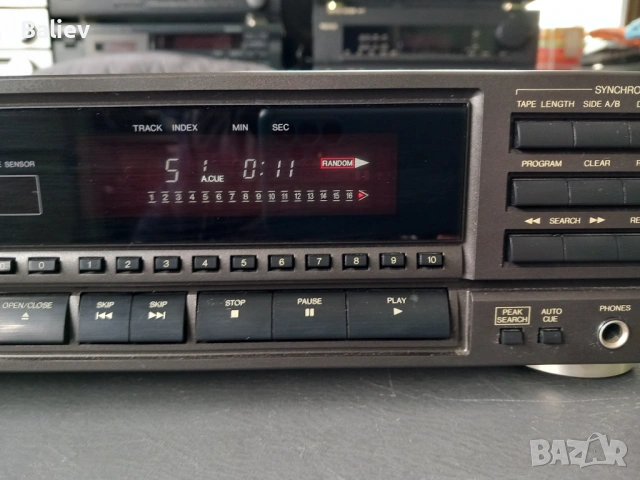 Believ
SYNCHRO
TAPE LENGTH SIDE A/B
TRACK INDEX MIN SEC
SENSOR
5 1 0:11 RANDOM
A.CUE
1 2 3 4 5 6 7 8 9 10 11 12 13 14 15 16
PROGRAM CLEAR
SEARCH
0 1 2 3 4 5 6 7 8 9 10
OPEN/CLOSE SKIP SKIP STOP PAUSE PLAY
PEAK SEARCH
AUTO CUE
PHONES
BAZAR
bg